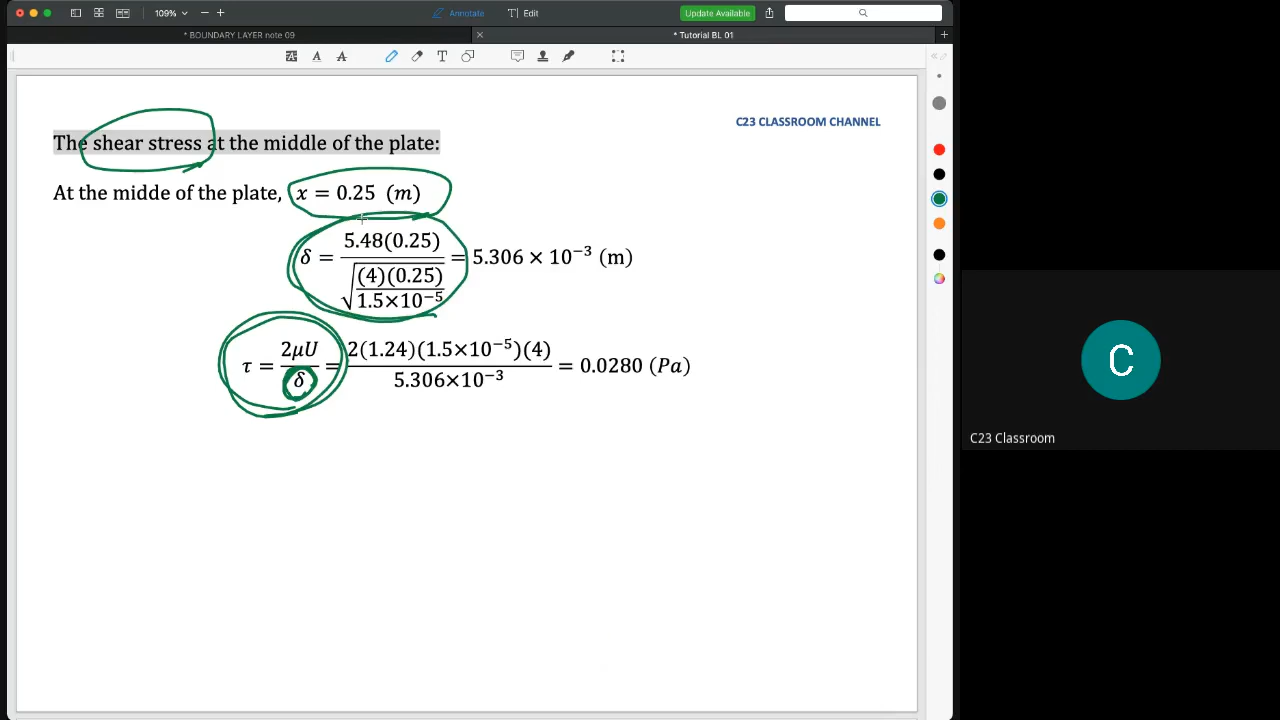 109%
Annotate
Edit
Update Available
* BOUNDARY LAYER note 09
* Tutorial BL 01
C23 CLASSROOM CHANNEL
The shear stress at the middle of the plate:
At the midde of the plate, x = 0.25 (m)
δ = 5.48(0.25) / √((4)(0.25) / 1.5×10⁻⁵) = 5.306 × 10⁻³ (m)
τ = 2μU / δ = 2(1.24)(1.5×10⁻⁵)(4) / 5.306×10⁻³ = 0.0280 (Pa)
C
C23 Classroom